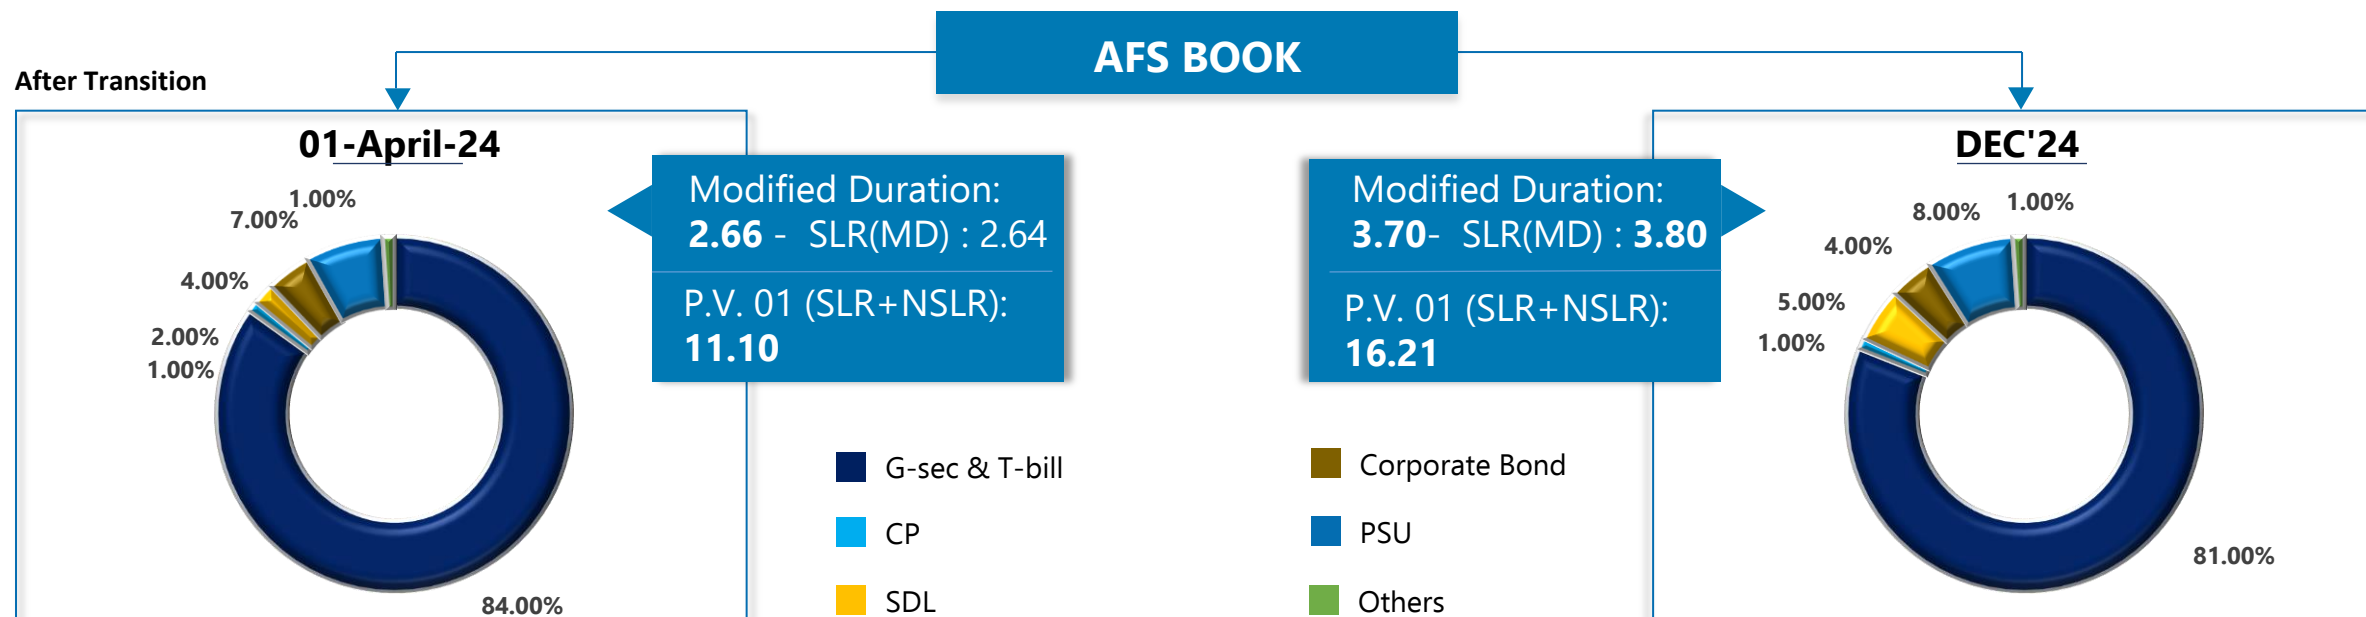 AFS BOOK
After Transition
01-April-24
1.00%
7.00%
4.00%
2.00%
1.00%
84.00%
Modified Duration:
2.66 - SLR(MD) : 2.64
P.V. 01 (SLR+NSLR):
11.10
G-sec & T-bill
CP
SDL
Corporate Bond
PSU
Others
Modified Duration:
3.70- SLR(MD) : 3.80
P.V. 01 (SLR+NSLR):
16.21
DEC'24
1.00%
8.00%
4.00%
5.00%
1.00%
81.00%